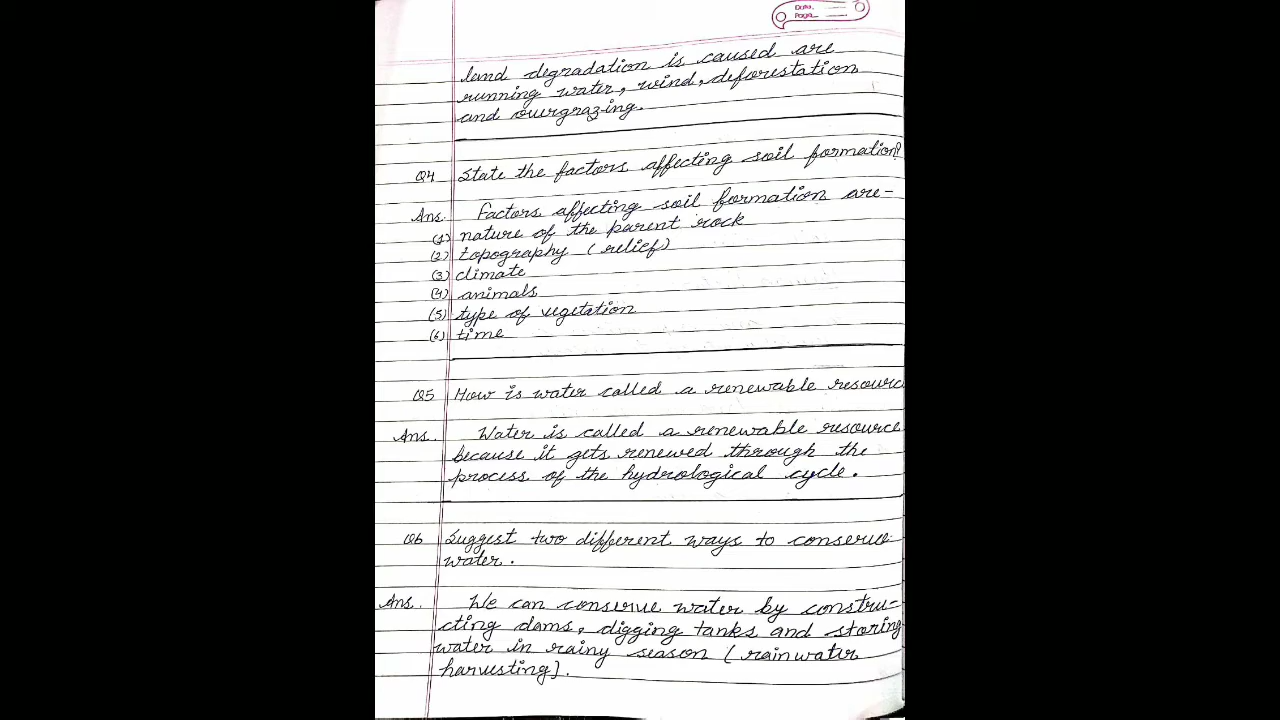 Date.
Page
land degradation is caused are
running water, wind, deforestation
and overgrazing.
Q4 State the factors affecting soil formation?
Ans. Factors affecting soil formation are-
(1) nature of the parent rock
(2) topography (relief)
(3) climate
(4) animals
(5) type of vegetation
(6) time
Q5 How is water called a renewable resourc
Ans. Water is called a renewable resource
because it gets renewed through the
process of the hydrological cycle.
Q6 Suggest two different ways to conserve
water.
Ans. We can conserve water by constru-
cting dams, digging tanks and storing
water in rainy season (rainwater
harvesting).